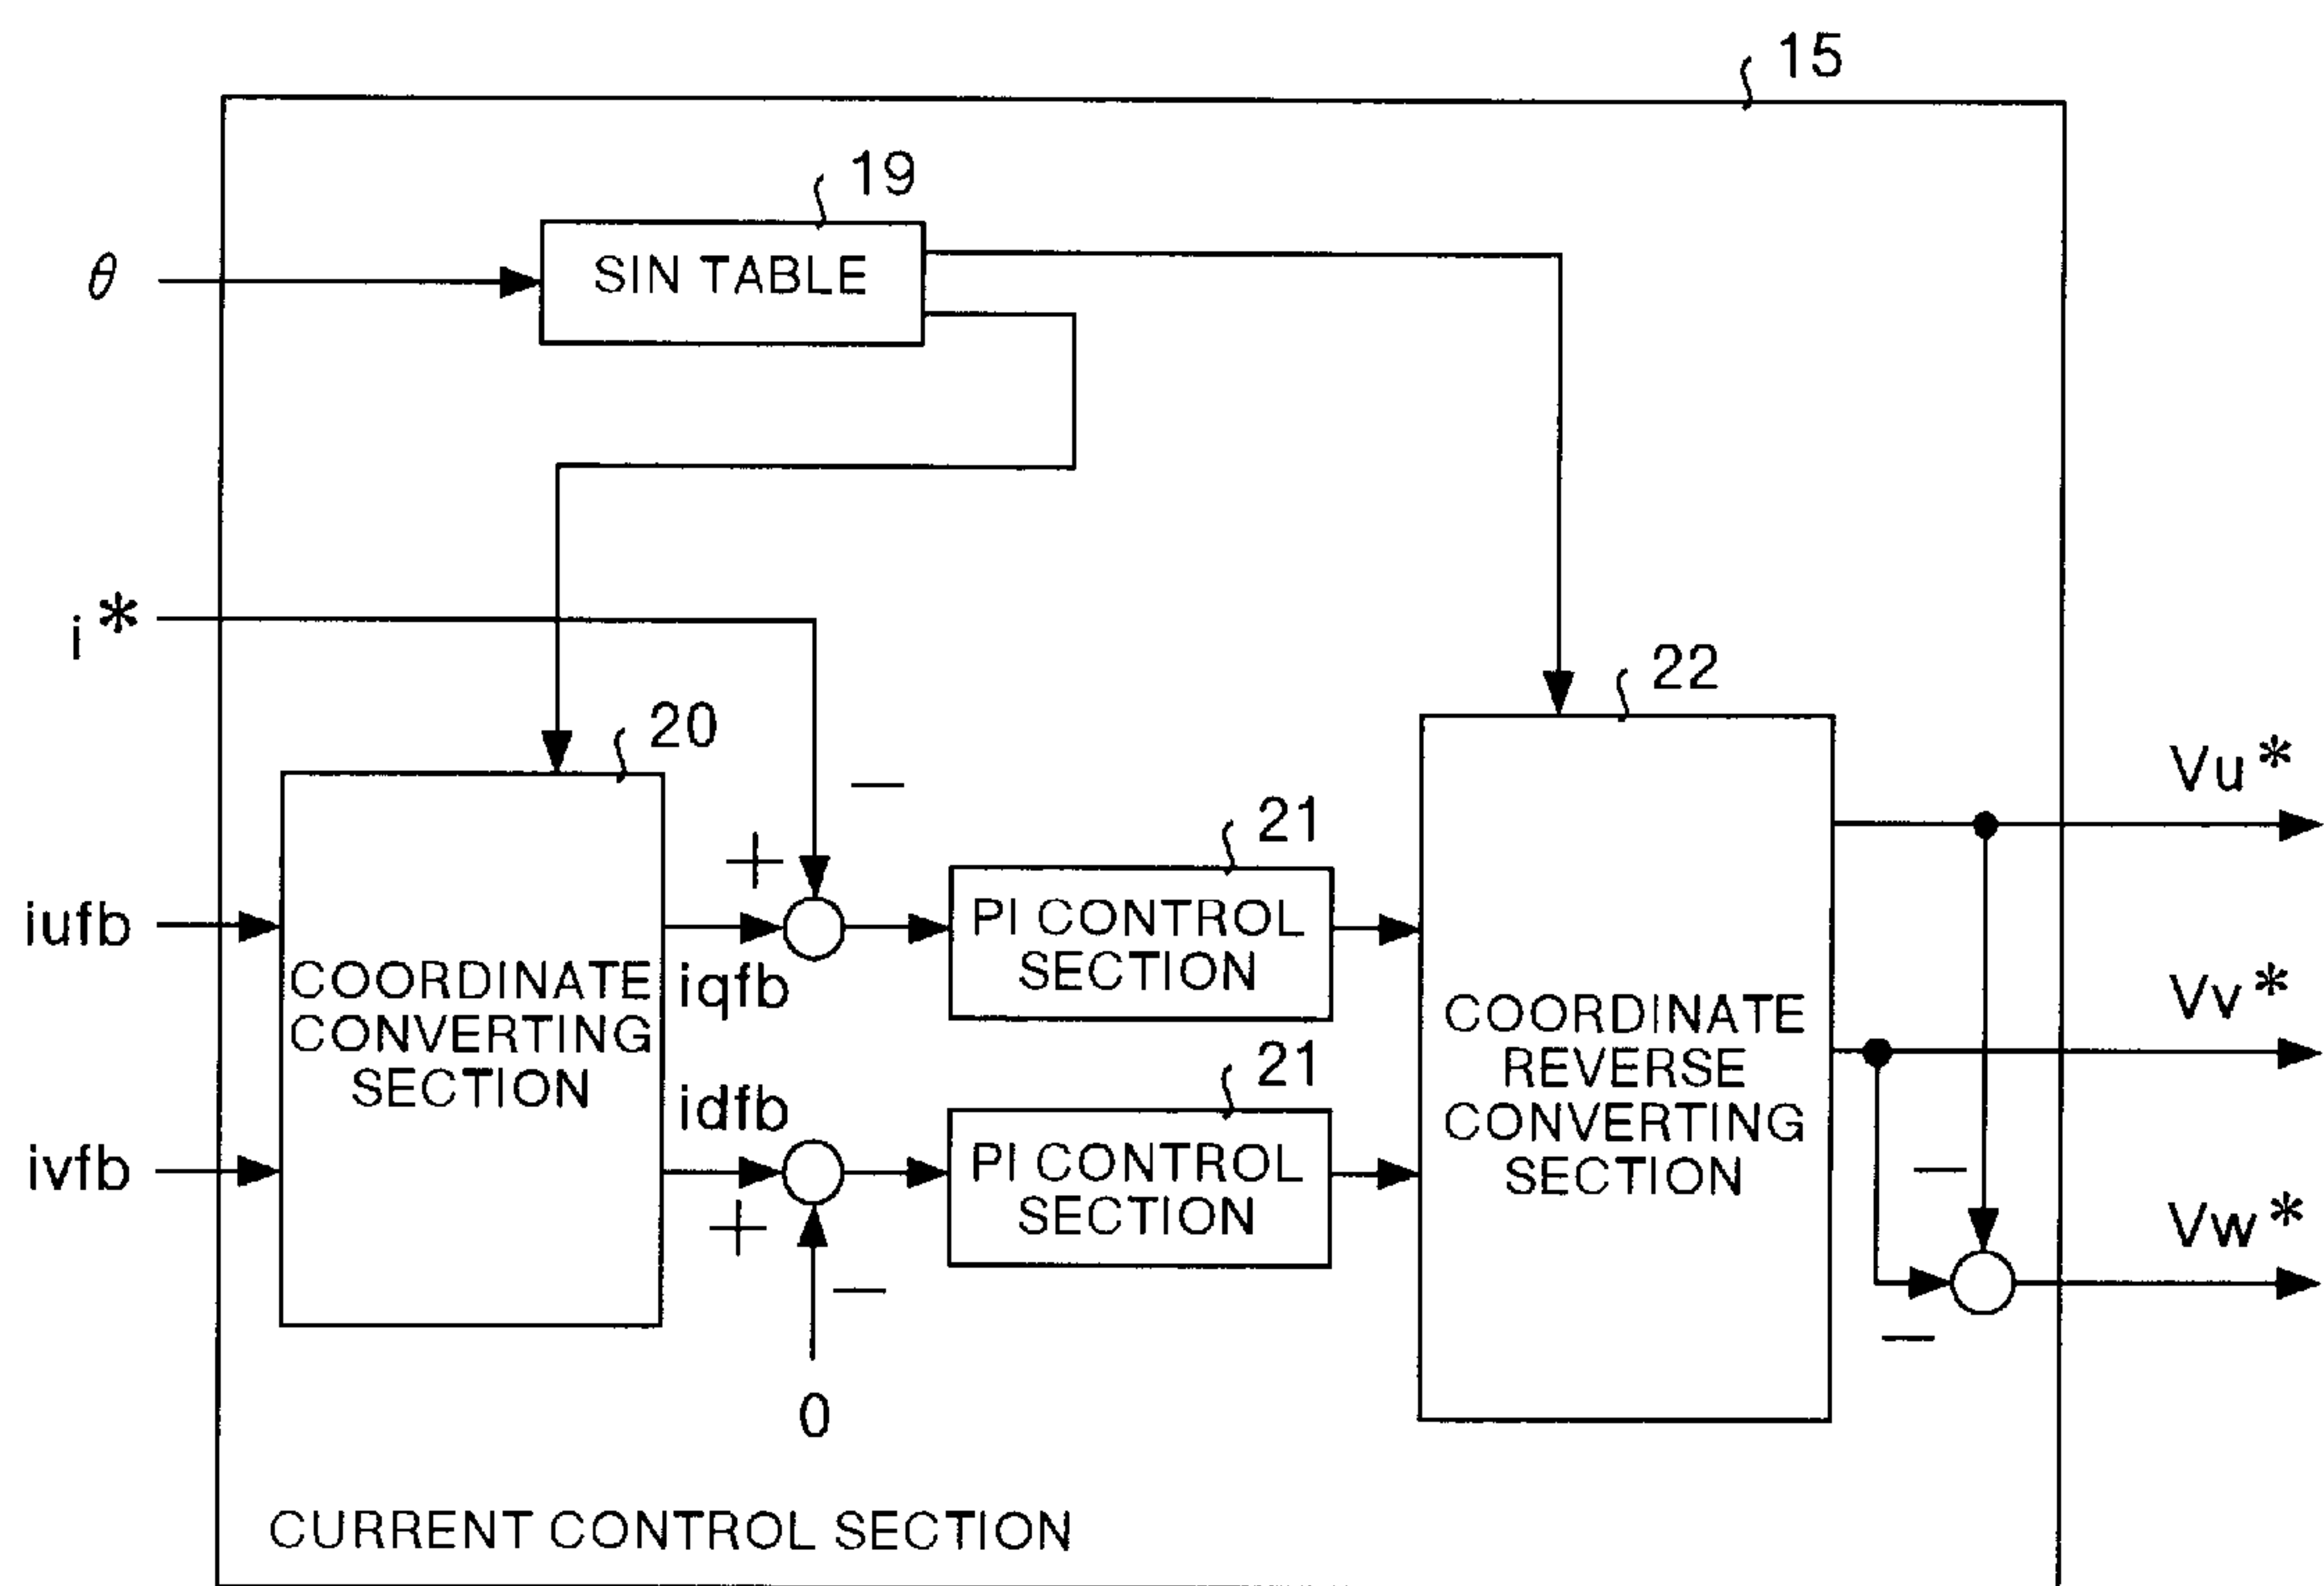 15
19
θ
SIN TABLE
i*
22
20
−
Vu*
21
+
iufb
PI CONTROL
SECTION
COORDINATE
CONVERTING
SECTION
iqfb
Vv*
COORDINATE
REVERSE
CONVERTING
SECTION
21
idfb
ivfb
PI CONTROL
SECTION
−
Vw*
+
−
−
0
CURRENT CONTROL SECTION